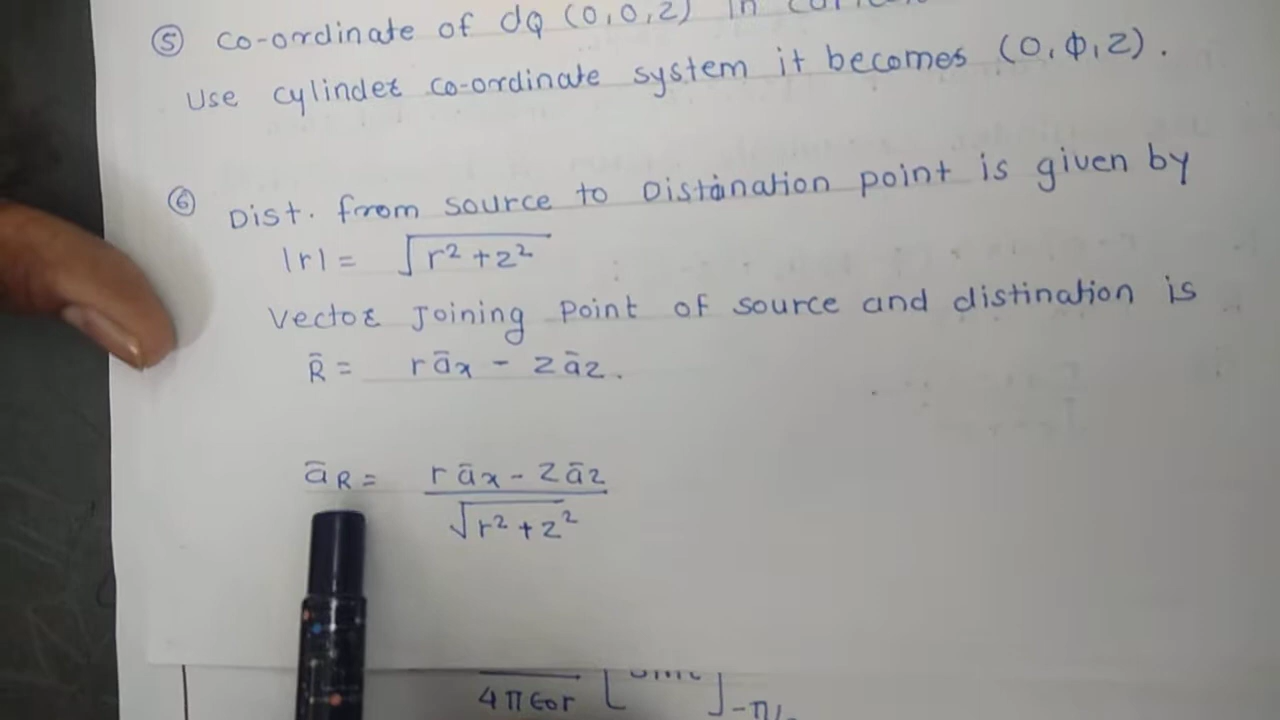 ⑤ Co-ordinate of dQ (0,0,z) in
Use cylinder co-ordinate system it becomes (0,φ,z).
⑥ Dist. from source to Distination point is given by
|r| = √r² + z²
Vector Joining Point of source and distination is
R̄ = r āx - z āz.
āR = r āx - z āz
√r² + z²
4πϵor [ ]-π/